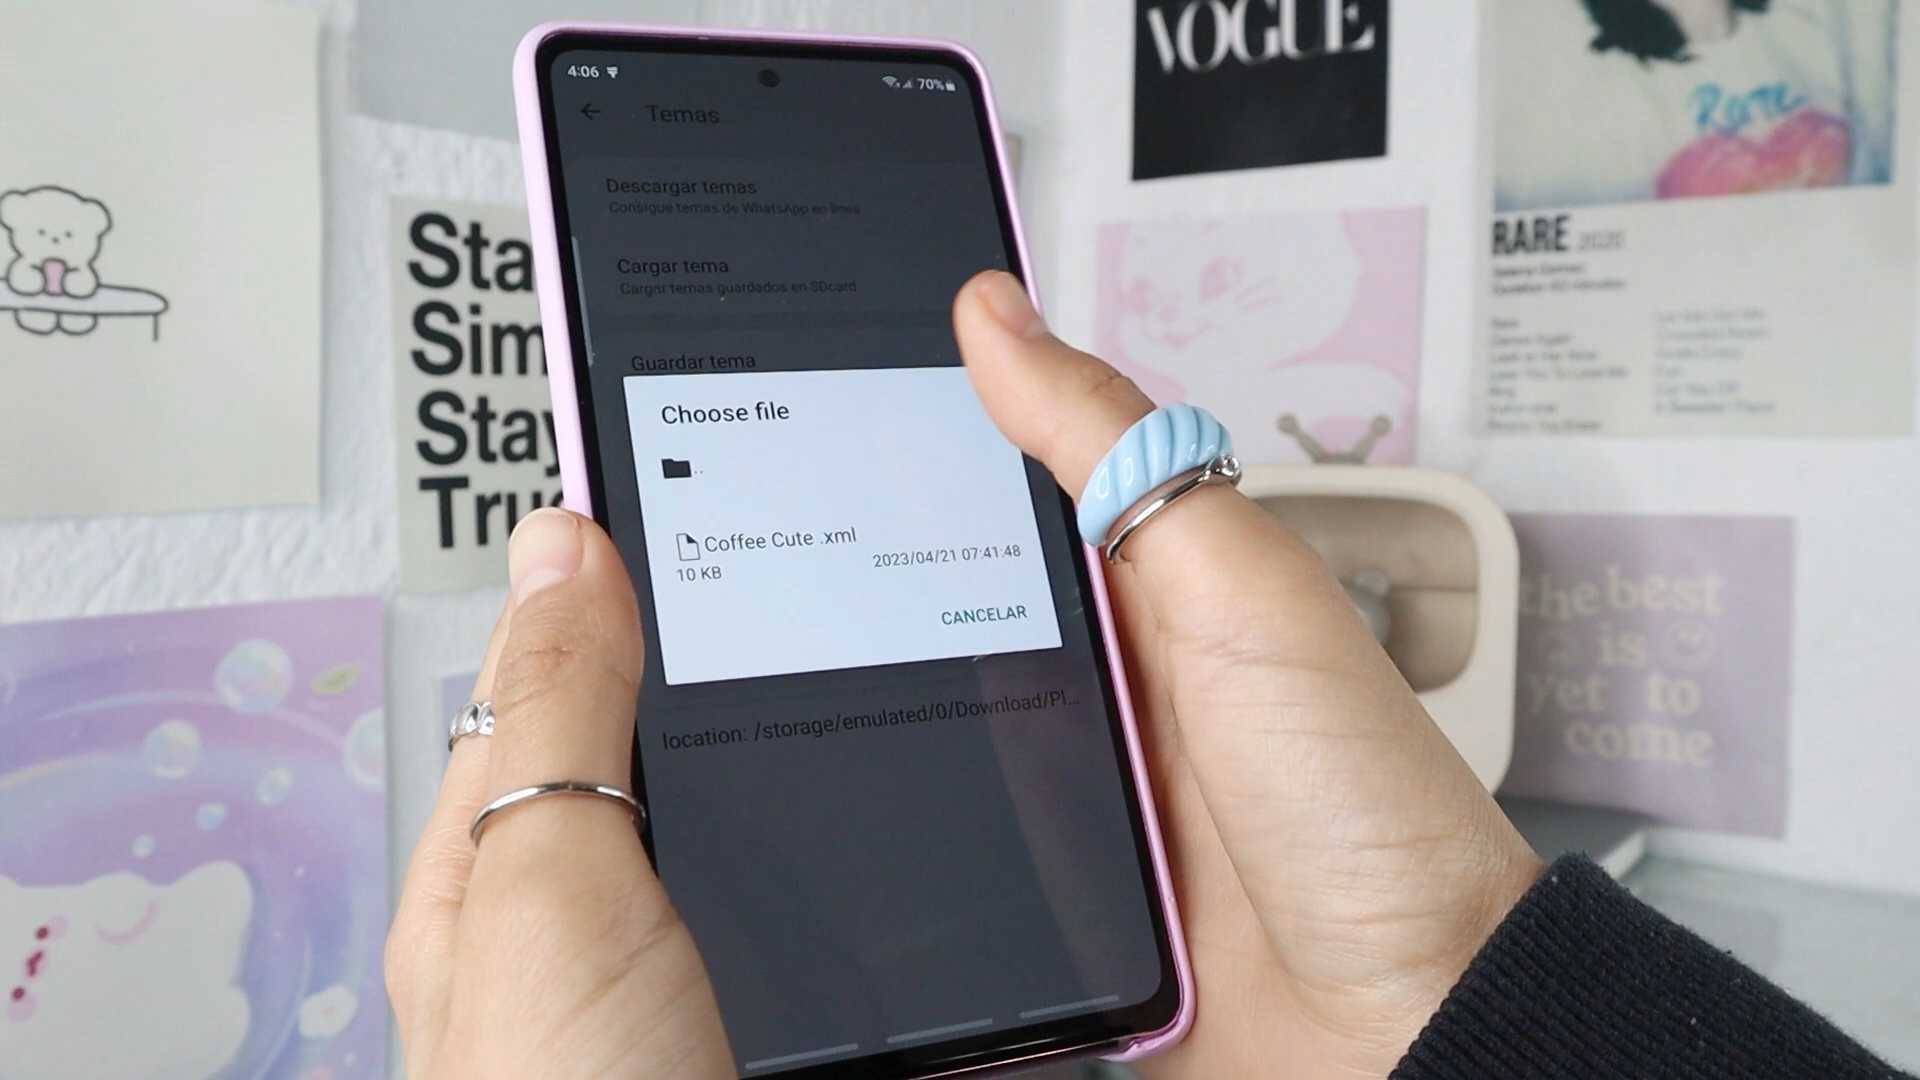 4:06
70%
Temas
Descargar temas
Consigue temas de WhatsApp en línea
Cargar tema
Cargar temas guardados en SDcard
Guardar tema
Choose file
..
Coffee Cute .xml
10 KB
2023/04/21 07:41:48
CANCELAR
location: /storage/emulated/0/Download/Pl...
Sta
Sim
Stay
Tru
VOGUE
Rare
RARE 2020
the best
is
yet to
come